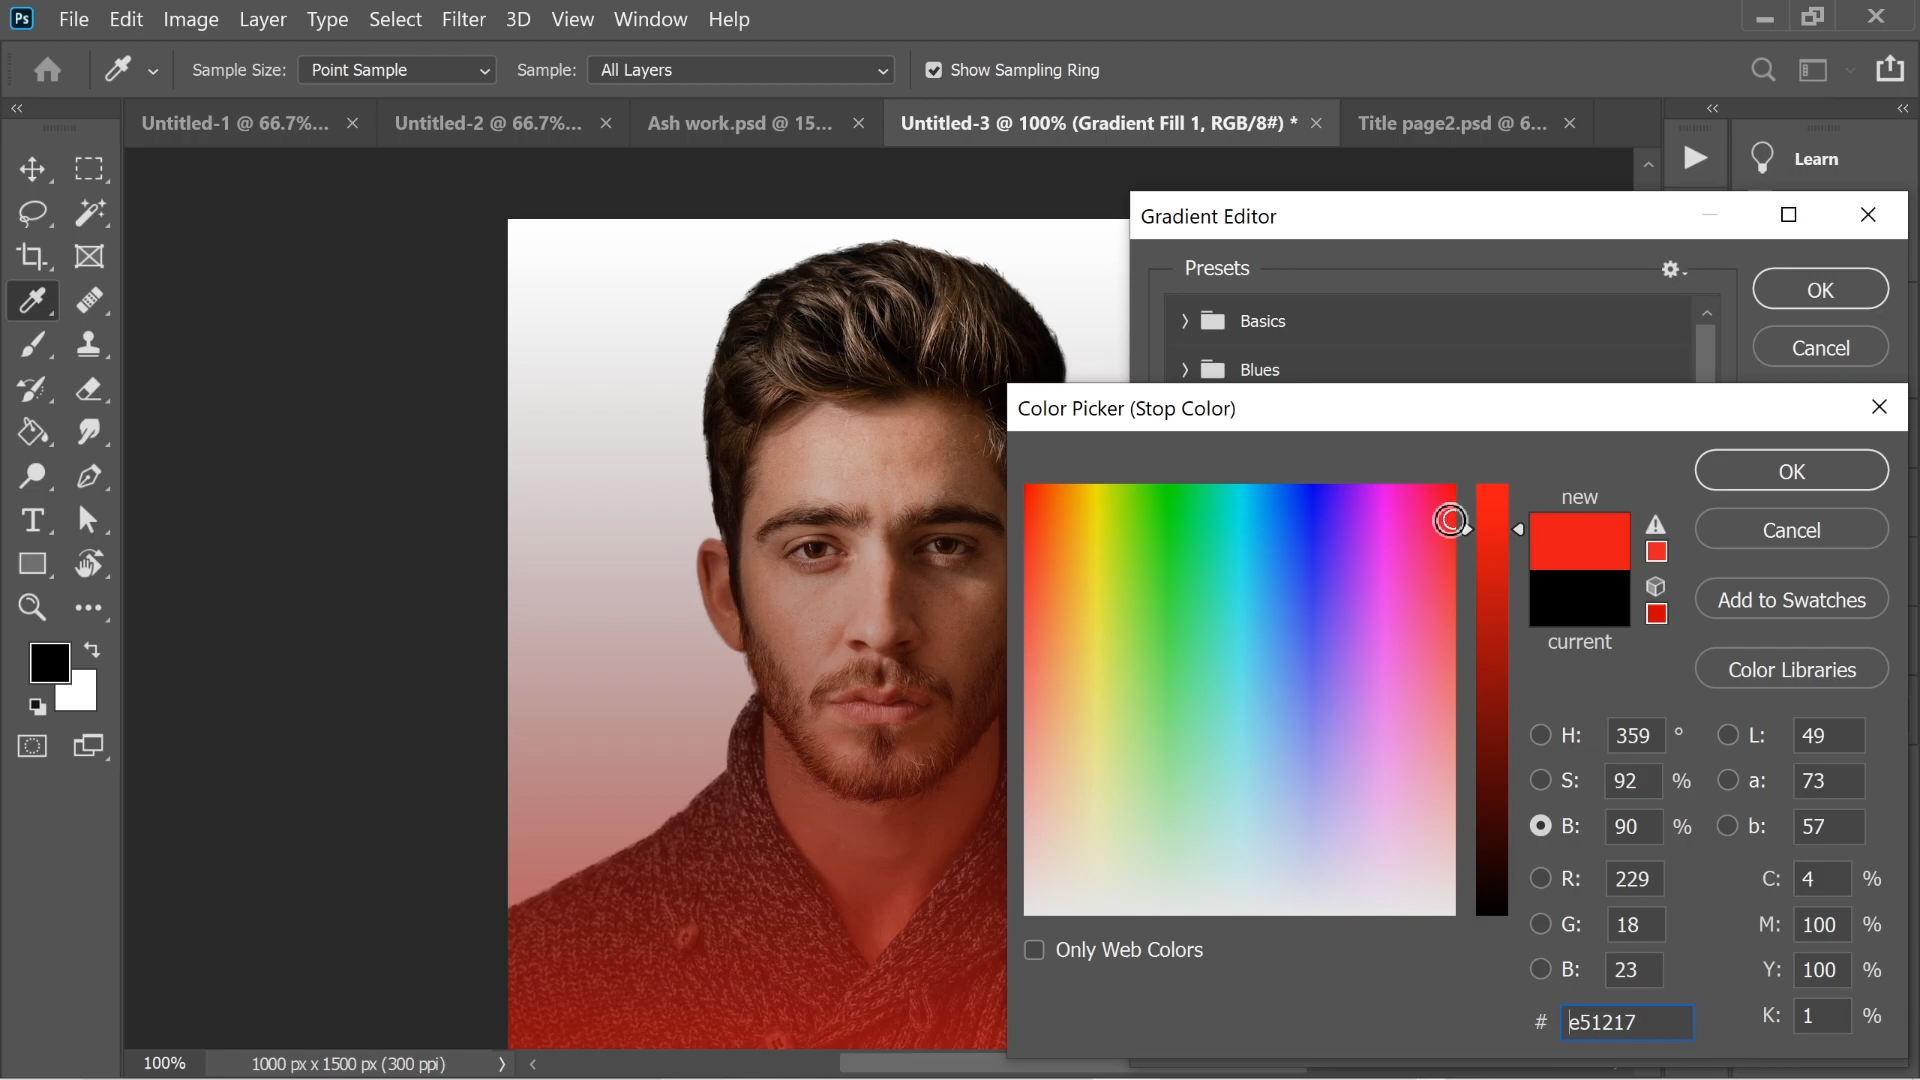 Ps File Edit Image Layer Type Select Filter 3D View Window Help
Sample Size: Point Sample Sample: All Layers Show Sampling Ring
Untitled-1 @ 66.7%... Untitled-2 @ 66.7%... Ash work.psd @ 15... Untitled-3 @ 100% (Gradient Fill 1, RGB/8#) * Title page2.psd @ 6...
Learn
Gradient Editor
Presets
OK
Basics
Cancel
Blues
Color Picker (Stop Color)
OK
new
Cancel
Add to Swatches
current
Color Libraries
H: 359 ° L: 49
S: 92 % a: 73
B: 90 % b: 57
R: 229 C: 4 %
G: 18 M: 100 %
B: 23 Y: 100 %
# e51217 K: 1 %
Only Web Colors
100% 1000 px x 1500 px (300 ppi)